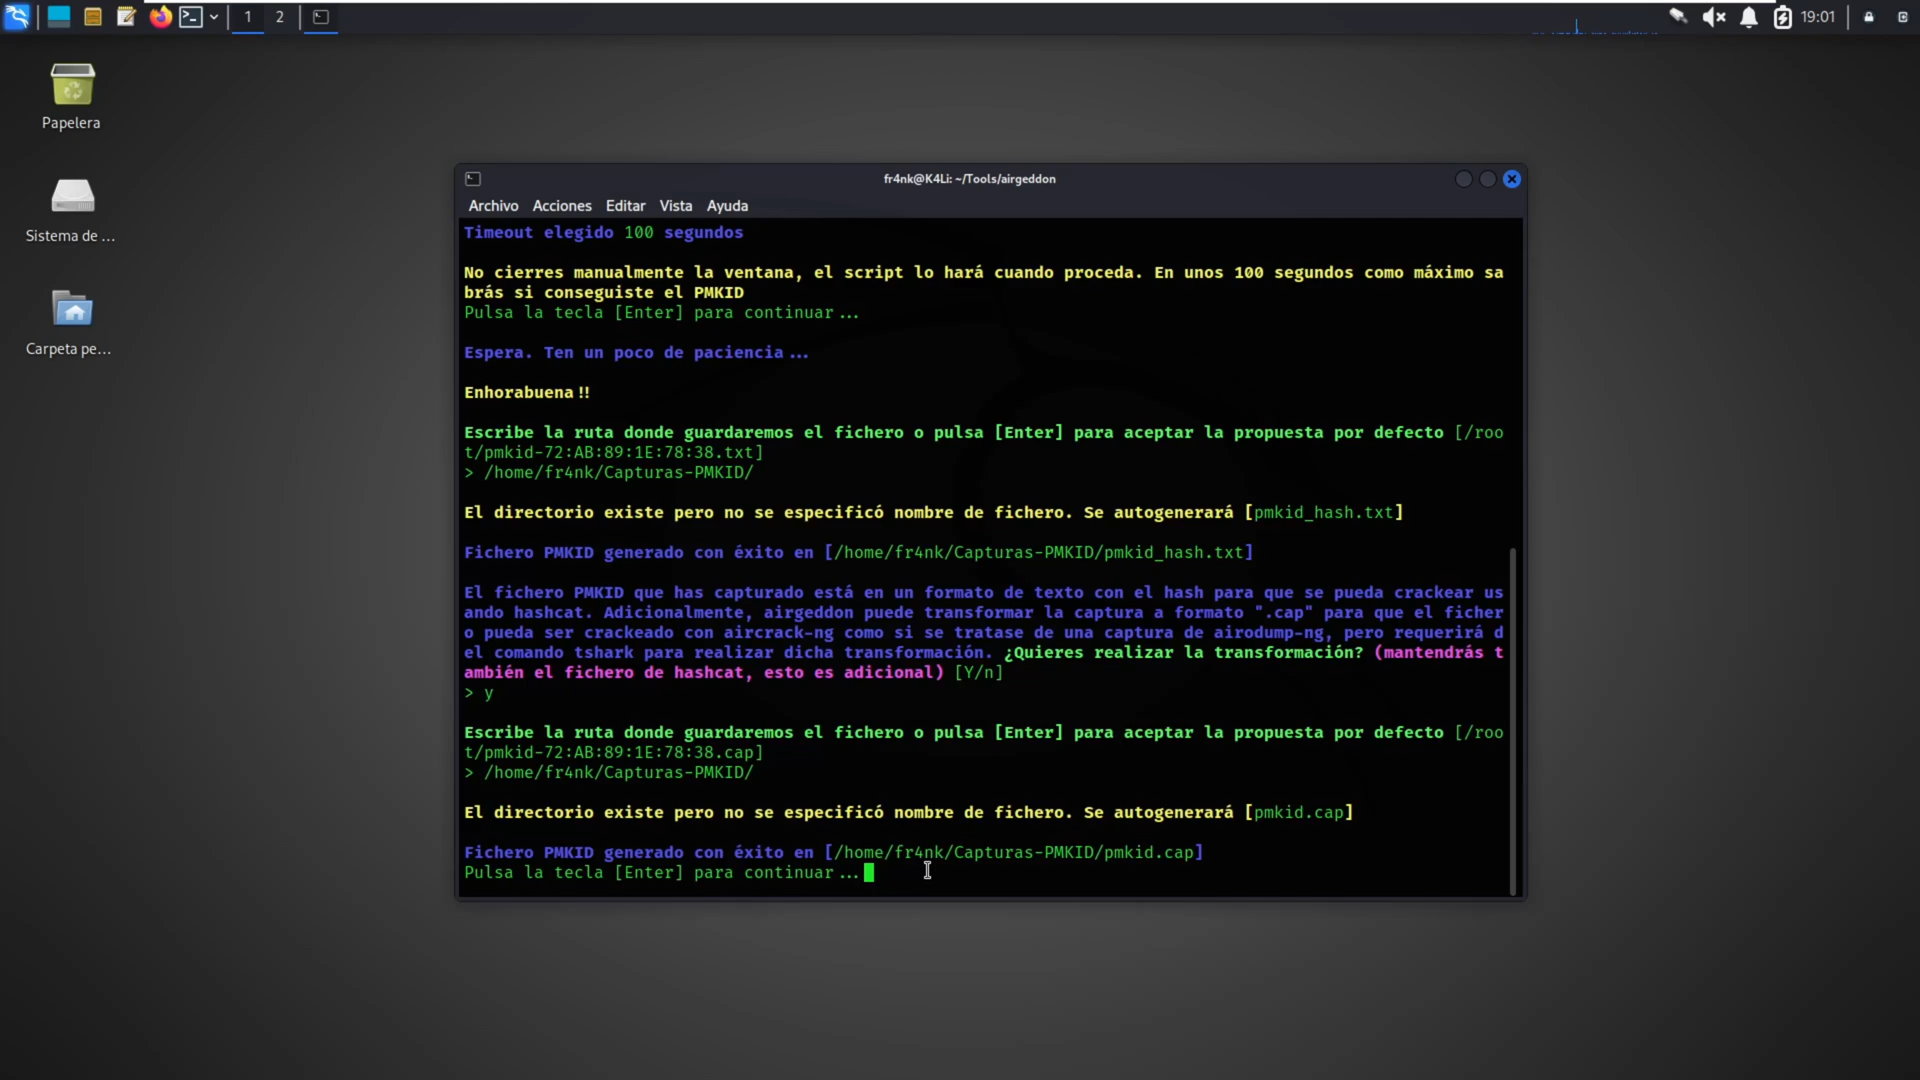 1 2 19:01
Papelera
Sistema de ...
Carpeta pe...
fr4nk@K4Li: ~/Tools/airgeddon
Archivo Acciones Editar Vista Ayuda
Timeout elegido 100 segundos
No cierres manualmente la ventana, el script lo hará cuando proceda. En unos 100 segundos como máximo sa
brás si conseguiste el PMKID
Pulsa la tecla [Enter] para continuar...
Espera. Ten un poco de paciencia...
Enhorabuena!!
Escribe la ruta donde guardaremos el fichero o pulsa [Enter] para aceptar la propuesta por defecto [/roo
t/pmkid-72:AB:89:1E:78:38.txt]
> /home/fr4nk/Capturas-PMKID/
El directorio existe pero no se especificó nombre de fichero. Se autogenerará [pmkid_hash.txt]
Fichero PMKID generado con éxito en [/home/fr4nk/Capturas-PMKID/pmkid_hash.txt]
El fichero PMKID que has capturado está en un formato de texto con el hash para que se pueda crackear us
ando hashcat. Adicionalmente, airgeddon puede transformar la captura a formato ".cap" para que el ficher
o pueda ser crackeado con aircrack-ng como si se tratase de una captura de airodump-ng, pero requerirá d
el comando tshark para realizar dicha transformación. ¿Quieres realizar la transformación? (mantendrás t
ambién el fichero de hashcat, esto es adicional) [Y/n]
> y
Escribe la ruta donde guardaremos el fichero o pulsa [Enter] para aceptar la propuesta por defecto [/roo
t/pmkid-72:AB:89:1E:78:38.cap]
> /home/fr4nk/Capturas-PMKID/
El directorio existe pero no se especificó nombre de fichero. Se autogenerará [pmkid.cap]
Fichero PMKID generado con éxito en [/home/fr4nk/Capturas-PMKID/pmkid.cap]
Pulsa la tecla [Enter] para continuar...